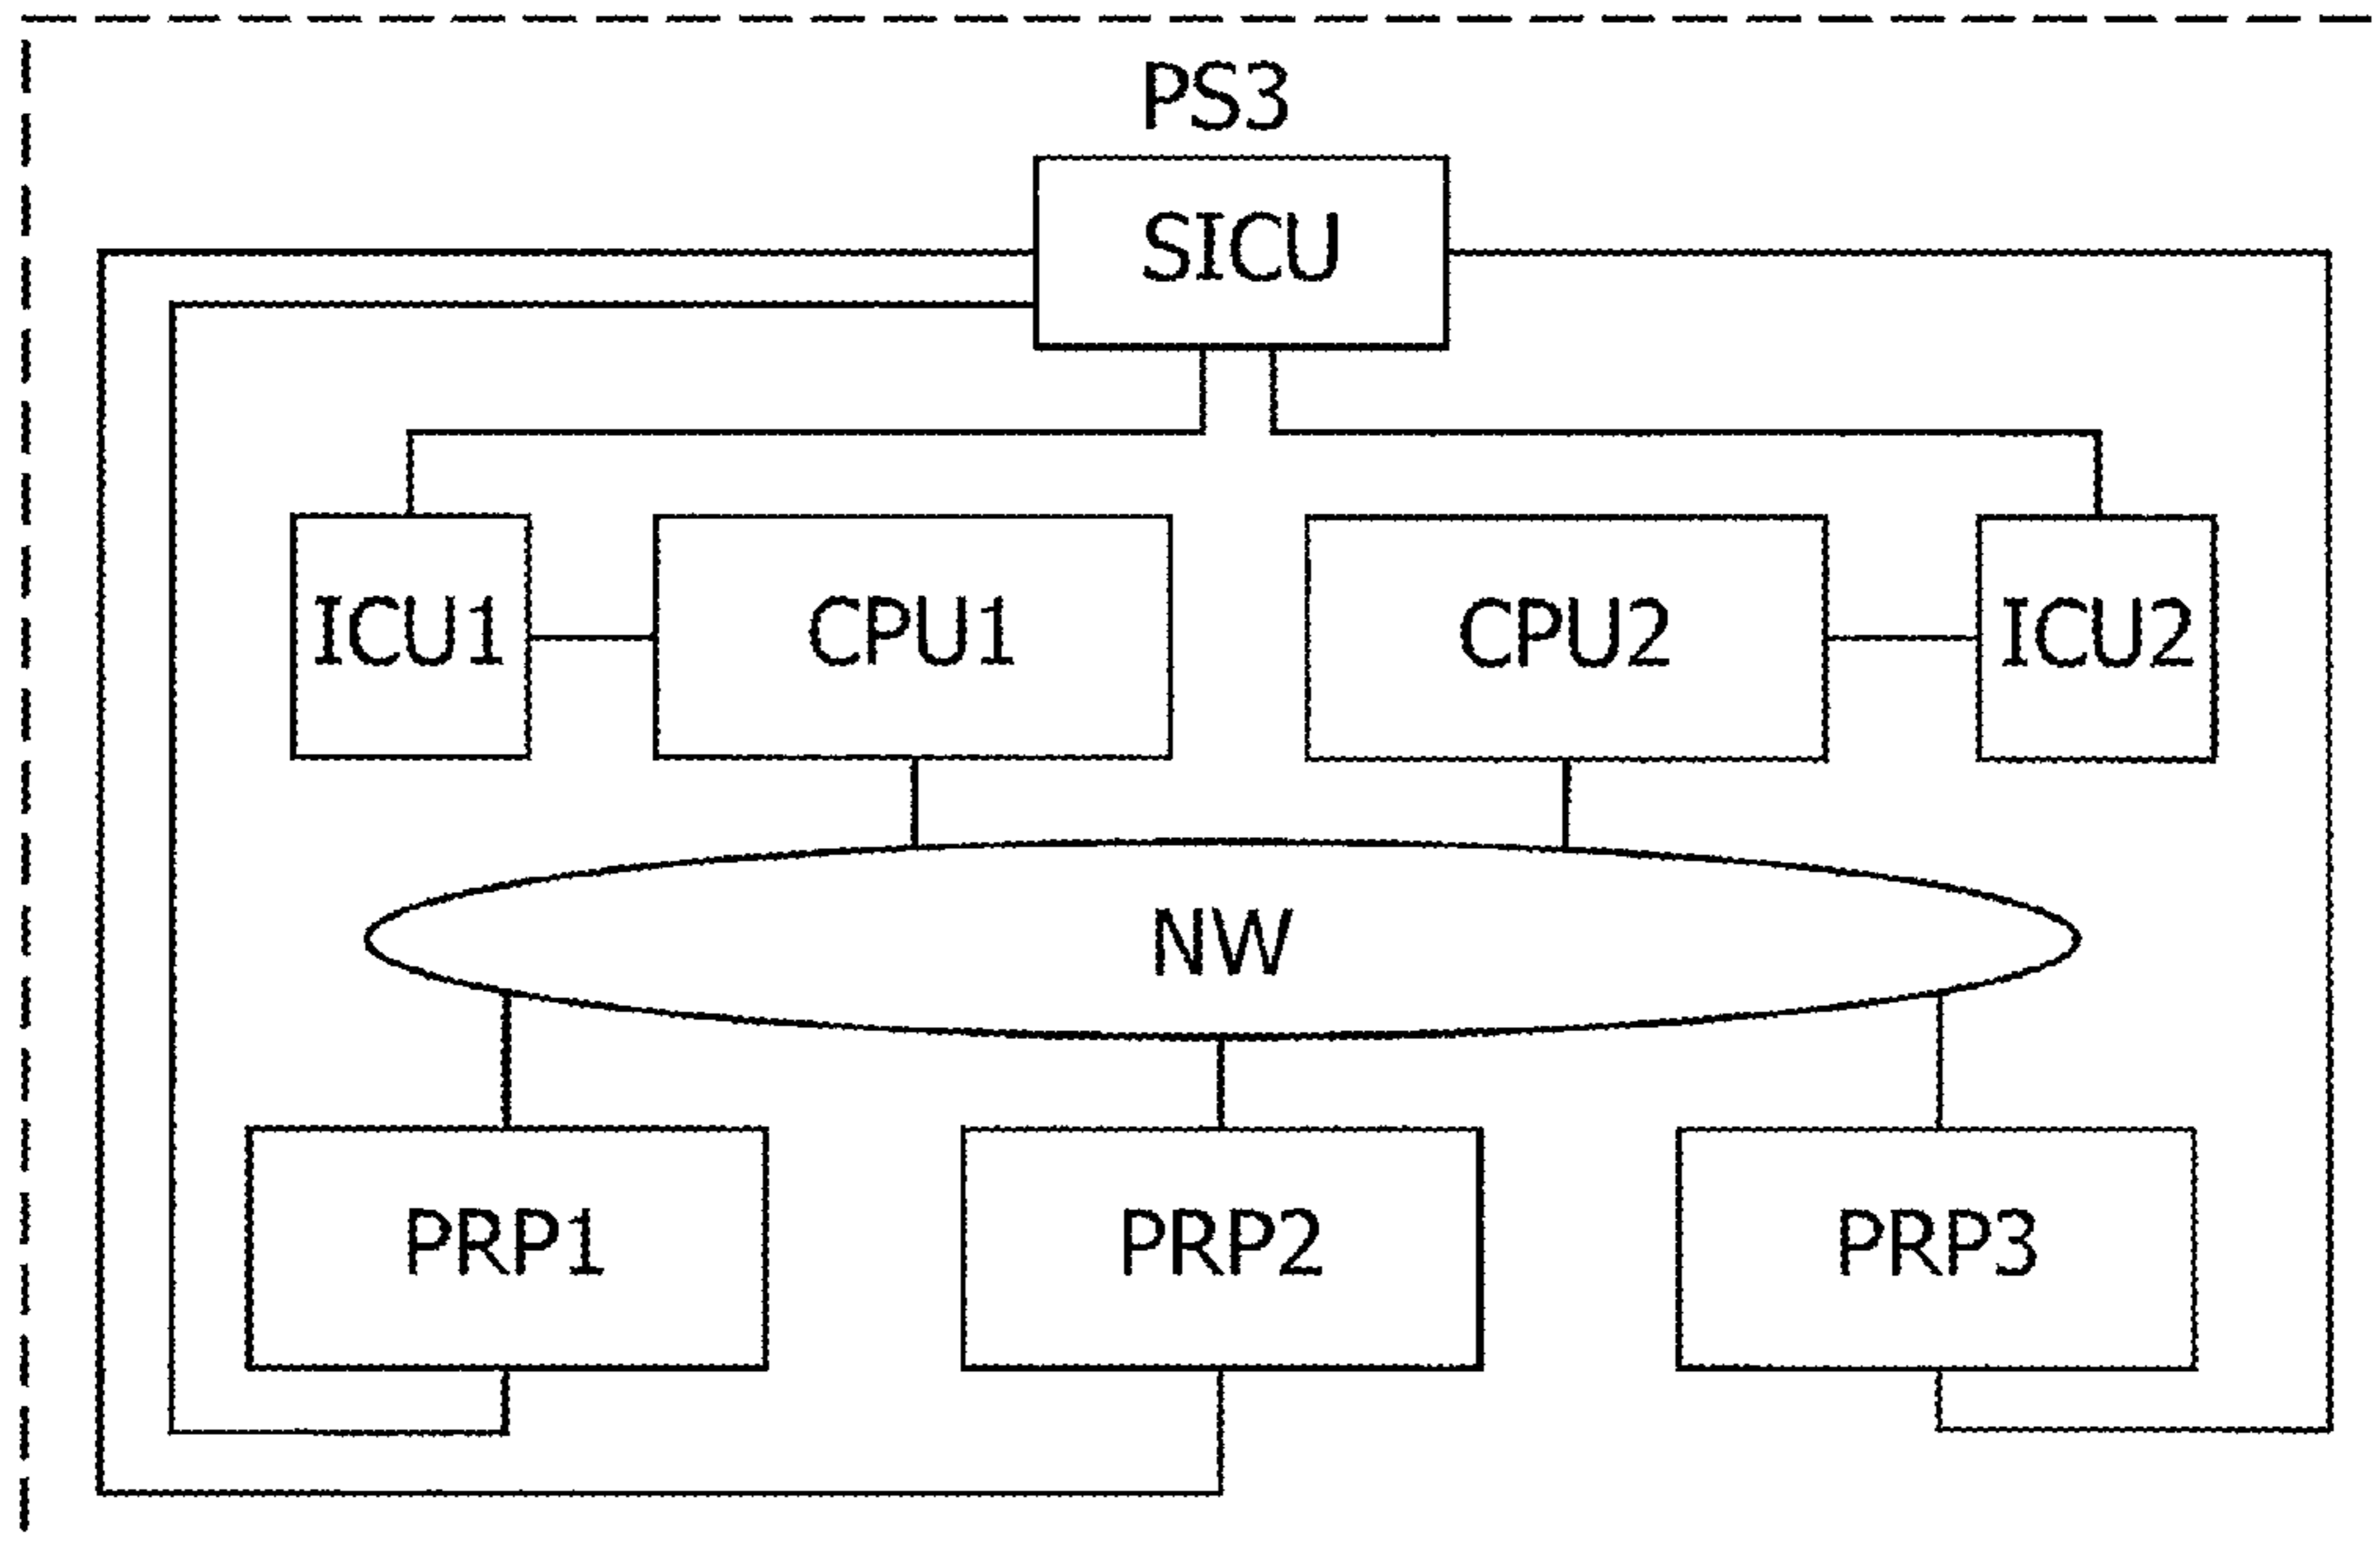 PS3
SICU
ICU1 CPU1 CPU2 ICU2
NW
PRP1 PRP2 PRP3